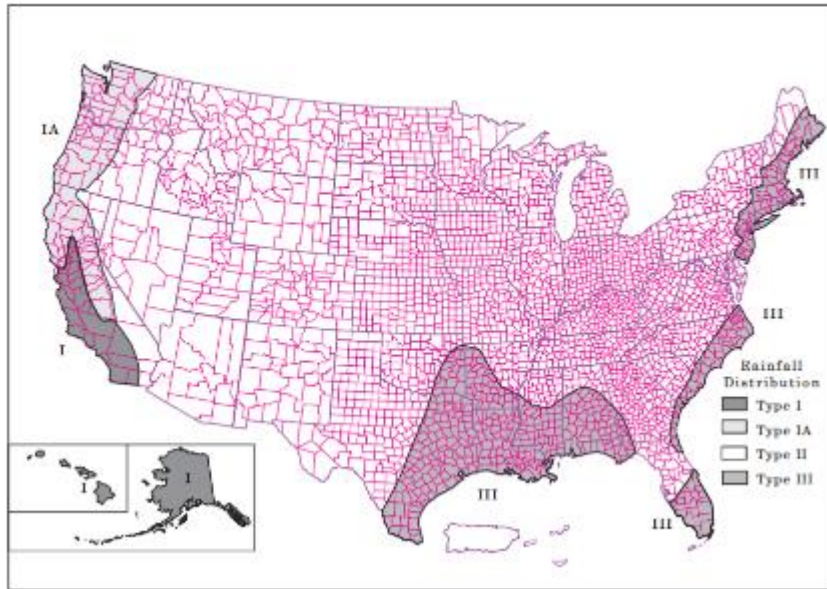 IA
III
III
I
Rainfall
Distribution
Type I
Type IA
Type II
Type III
I
I
III
III